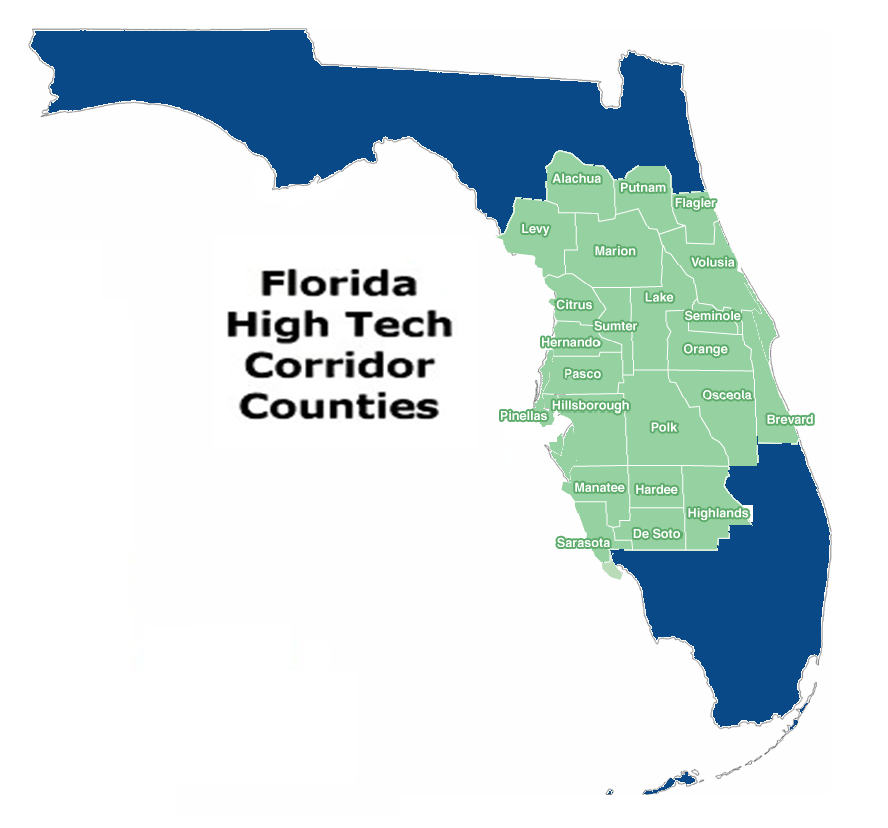 Florida
High Tech
Corridor
Counties
Alachua
Putnam
Flagler
Levy
Marion
Volusia
Citrus
Lake
Sumter
Seminole
Hernando
Orange
Pasco
Osceola
Pinellas
Hillsborough
Brevard
Polk
Manatee
Hardee
Highlands
Sarasota
De Soto